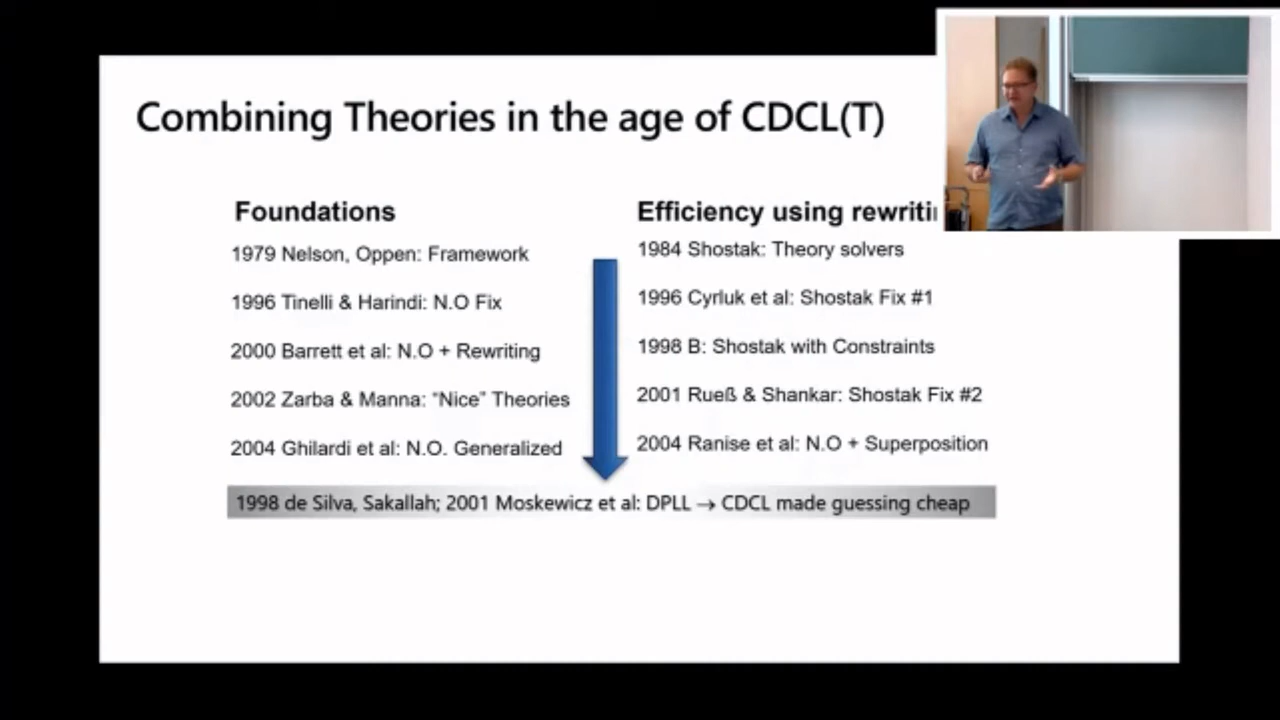 Combining Theories in the age of CDCL(T)
Foundations
1979 Nelson, Oppen: Framework
1996 Tinelli & Harindi: N.O Fix
2000 Barrett et al: N.O + Rewriting
2002 Zarba & Manna: “Nice” Theories
2004 Ghilardi et al: N.O. Generalized
Efficiency using
1984 Shostak: Theory solvers
1996 Cyrluk et al: Shostak Fix #1
1998 B: Shostak with Constraints
2001 Rueß & Shankar: Shostak Fix #2
2004 Ranise et al: N.O + Superposition
1998 de Silva, Sakallah; 2001 Moskewicz et al: DPLL → CDCL made guessing cheap